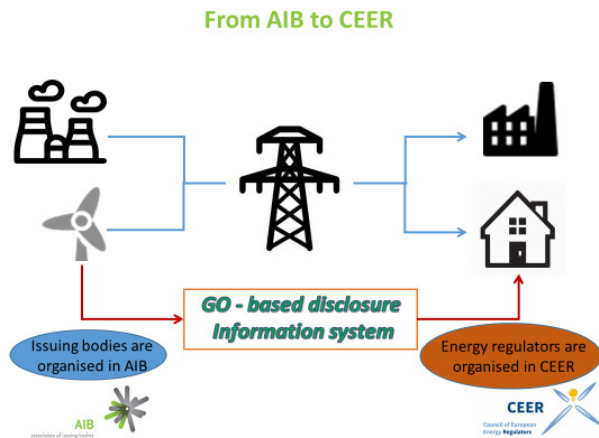 From AIB to CEER
GO - based disclosure
Information system
Issuing bodies are
organised in AIB
Energy regulators are
organised in CEER
AIB
association of issuing bodies
CEER
Council of European
Energy Regulators